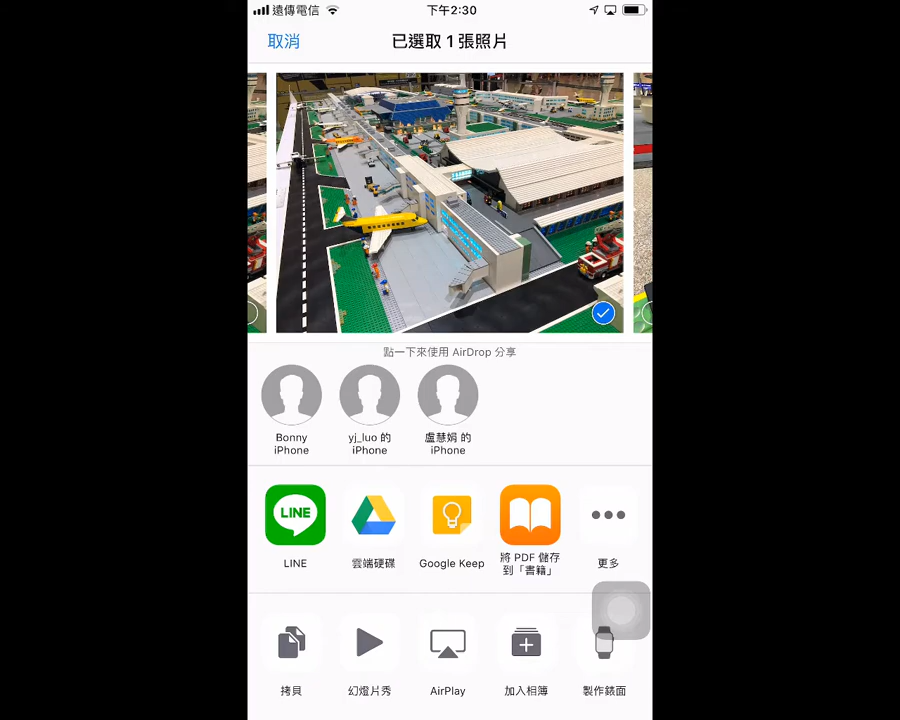 遠傳電信
下午2:30
取消
已選取 1 張照片
點一下來使用 AirDrop 分享
Bonny
iPhone
yj_luo 的
iPhone
盧慧娟 的
iPhone
LINE
LINE
雲端硬碟
Google Keep
將 PDF 儲存
到「書籍」
更多
拷貝
幻燈片秀
AirPlay
加入相簿
製作錶面